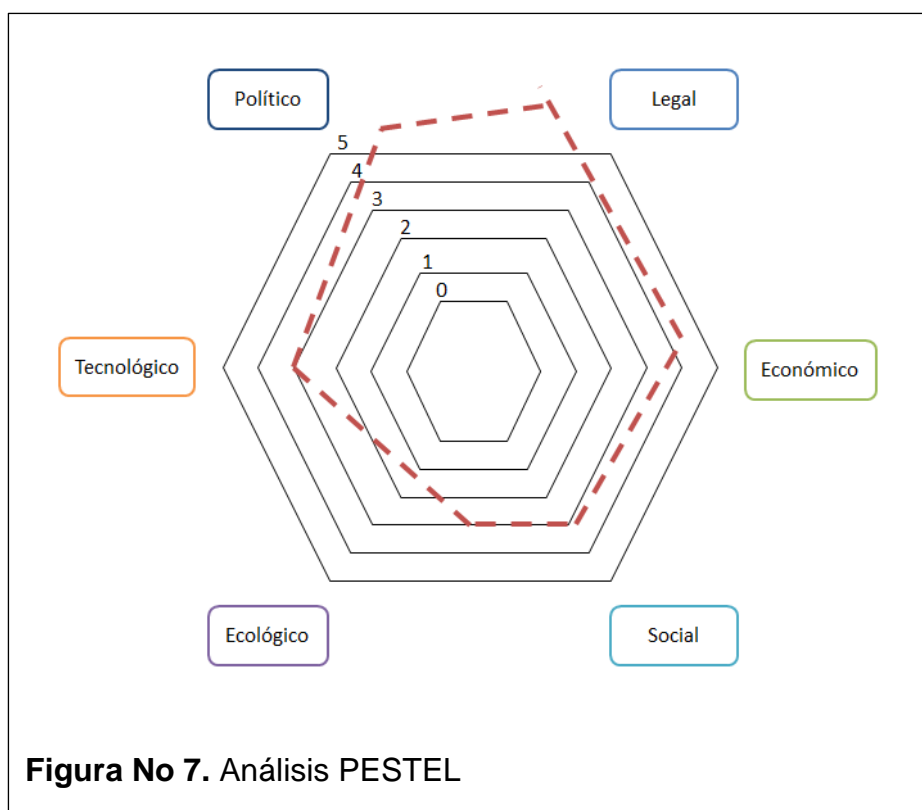 Político
Legal
5
4
3
2
1
0
Tecnológico
Económico
Ecológico
Social
Figura No 7. Análisis PESTEL